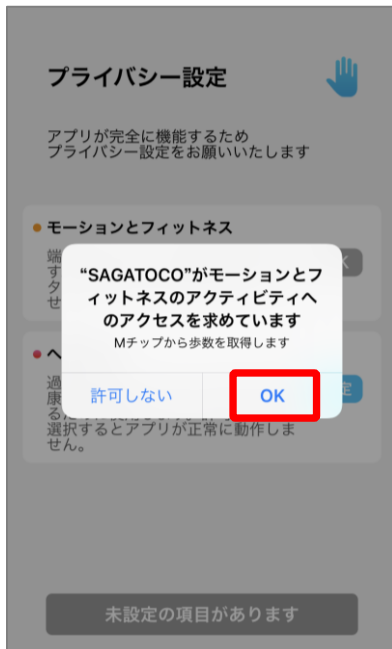 プライバシー設定
アプリが完全に機能するため
プライバシー設定をお願いいたします
モーションとフィットネス
端
す
タ
せ
“SAGATOCO”がモーションとフ
ィットネスのアクティビティへ
のアクセスを求めています
Mチップから歩数を取得します
許可しない
OK
過
康
選択するとアプリが正常に動作しま
せん。
未設定の項目があります